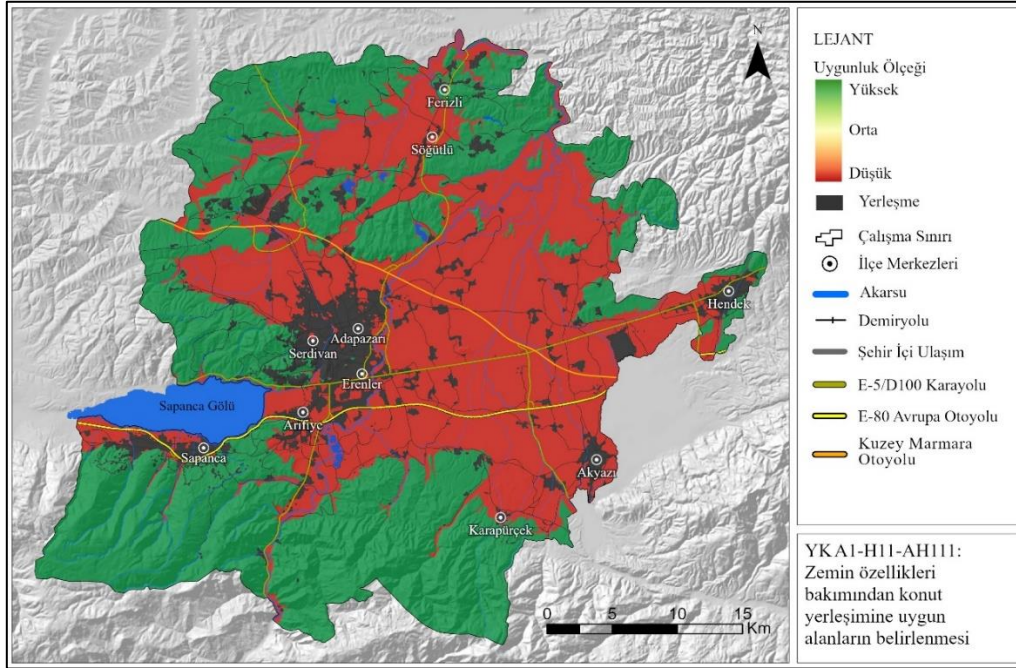 N
Ferizli
Söğütlü
Hendek
Adapazarı
Serdivan
Erenler
Sapanca Gölü
Arifiye
Sapanca
Akyazı
Karapürçek
0 5 10 15
Km
LEJANT
Uygunluk Ölçeği
Yüksek
Orta
Düşük
Yerleşme
Çalışma Sınırı
İlçe Merkezleri
Akarsu
Demiryolu
Şehir İçi Ulaşım
E-5/D100 Karayolu
E-80 Avrupa Otoyolu
Kuzey Marmara
Otoyolu
YKA1-H11-AH111:
Zemin özellikleri
bakımından konut
yerleşimine uygun
alanların belirlenmesi